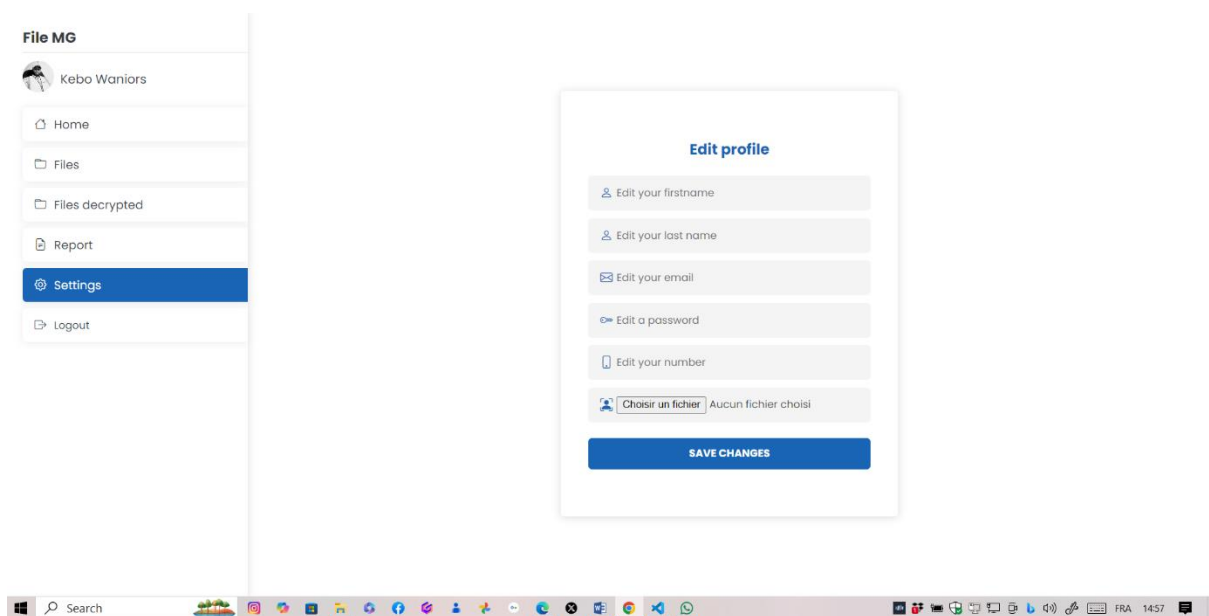 File MG
Kebo Waniors
Home
Files
Files decrypted
Report
Settings
Logout
Edit profile
Edit your firstname
Edit your last name
Edit your email
Edit a password
Edit your number
Choisir un fichier Aucun fichier choisi
SAVE CHANGES
Search
FRA 14:57